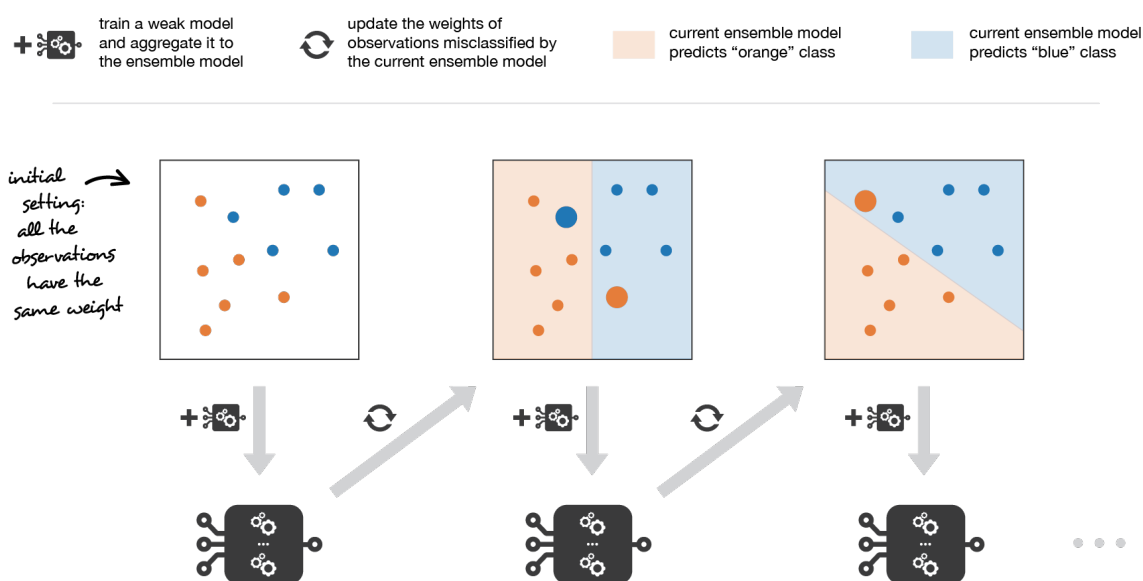 train a weak model
and aggregate it to
the ensemble model
update the weights of
observations misclassified by
the current ensemble model
current ensemble model
predicts “orange” class
current ensemble model
predicts “blue” class
initial
setting:
all the
observations
have the
same weight